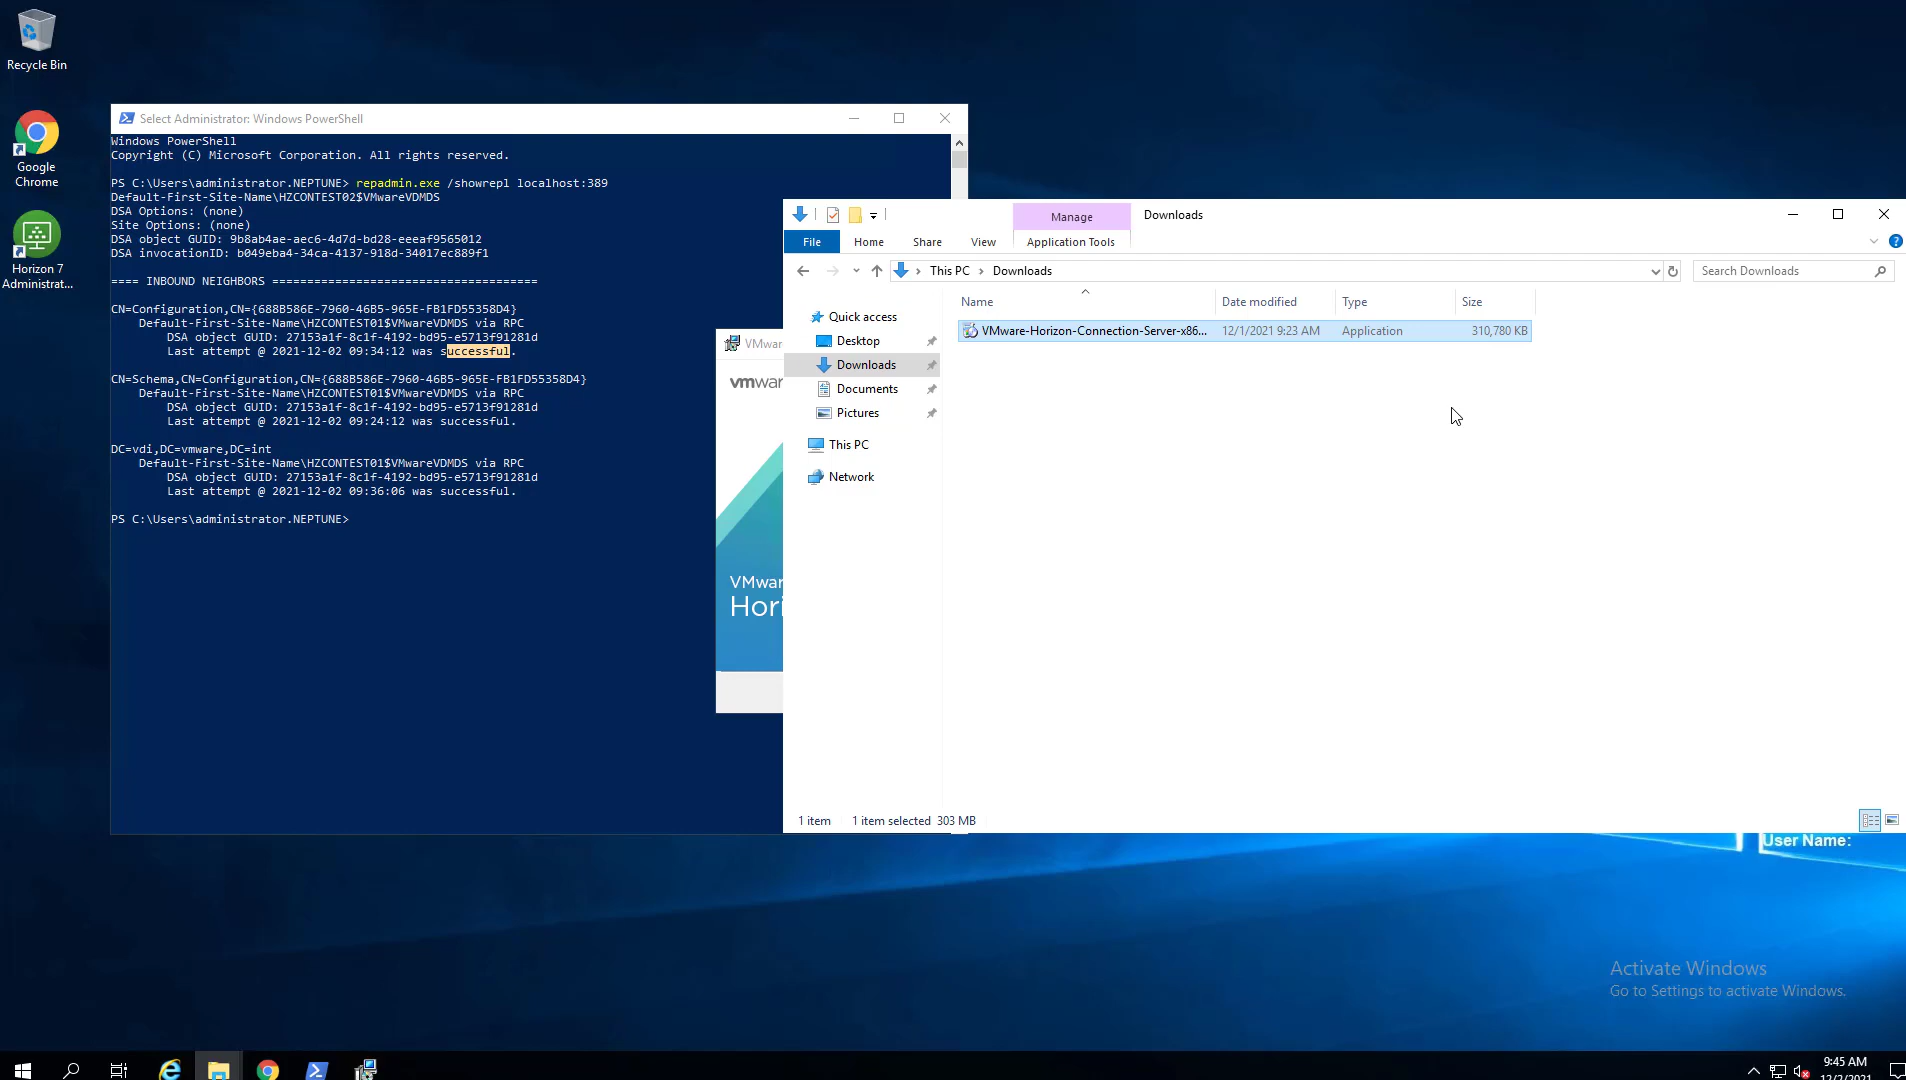 Recycle Bin
Google
Chrome
Horizon 7
Administrat...
Select Administrator: Windows PowerShell
Windows PowerShell
Copyright (C) Microsoft Corporation. All rights reserved.
PS C:\Users\administrator.NEPTUNE> repadmin.exe /showrepl localhost:389
Default-First-Site-Name\HZCONTEST02$VMwareVDMDS
DSA Options: (none)
Site Options: (none)
DSA object GUID: 9b8ab4ae-aec6-4d7d-bd28-eeeaf9565012
DSA invocationID: b049eba4-34ca-4137-918d-34017ec889f1
==== INBOUND NEIGHBORS ======================================
CN=Configuration,CN={688B586E-7960-46B5-965E-FB1FD55358D4}
Default-First-Site-Name\HZCONTEST01$VMwareVDMDS via RPC
DSA object GUID: 27153a1f-8c1f-4192-bd95-e5713f91281d
Last attempt @ 2021-12-02 09:34:12 was successful.
CN=Schema,CN=Configuration,CN={688B586E-7960-46B5-965E-FB1FD55358D4}
Default-First-Site-Name\HZCONTEST01$VMwareVDMDS via RPC
DSA object GUID: 27153a1f-8c1f-4192-bd95-e5713f91281d
Last attempt @ 2021-12-02 09:24:12 was successful.
DC=vdi,DC=vmware,DC=int
Default-First-Site-Name\HZCONTEST01$VMwareVDMDS via RPC
DSA object GUID: 27153a1f-8c1f-4192-bd95-e5713f91281d
Last attempt @ 2021-12-02 09:36:06 was successful.
PS C:\Users\administrator.NEPTUNE>
VMwar
vmwar
VMwar
Hori
Manage
Downloads
File
Home
Share
View
Application Tools
This PC
Downloads
Search Downloads
Name
Date modified
Type
Size
VMware-Horizon-Connection-Server-x86...
12/1/2021 9:23 AM
Application
310,780 KB
Quick access
Desktop
Downloads
Documents
Pictures
This PC
Network
1 item
1 item selected 303 MB
User Name:
Activate Windows
Go to Settings to activate Windows.
9:45 AM
12/2/2021